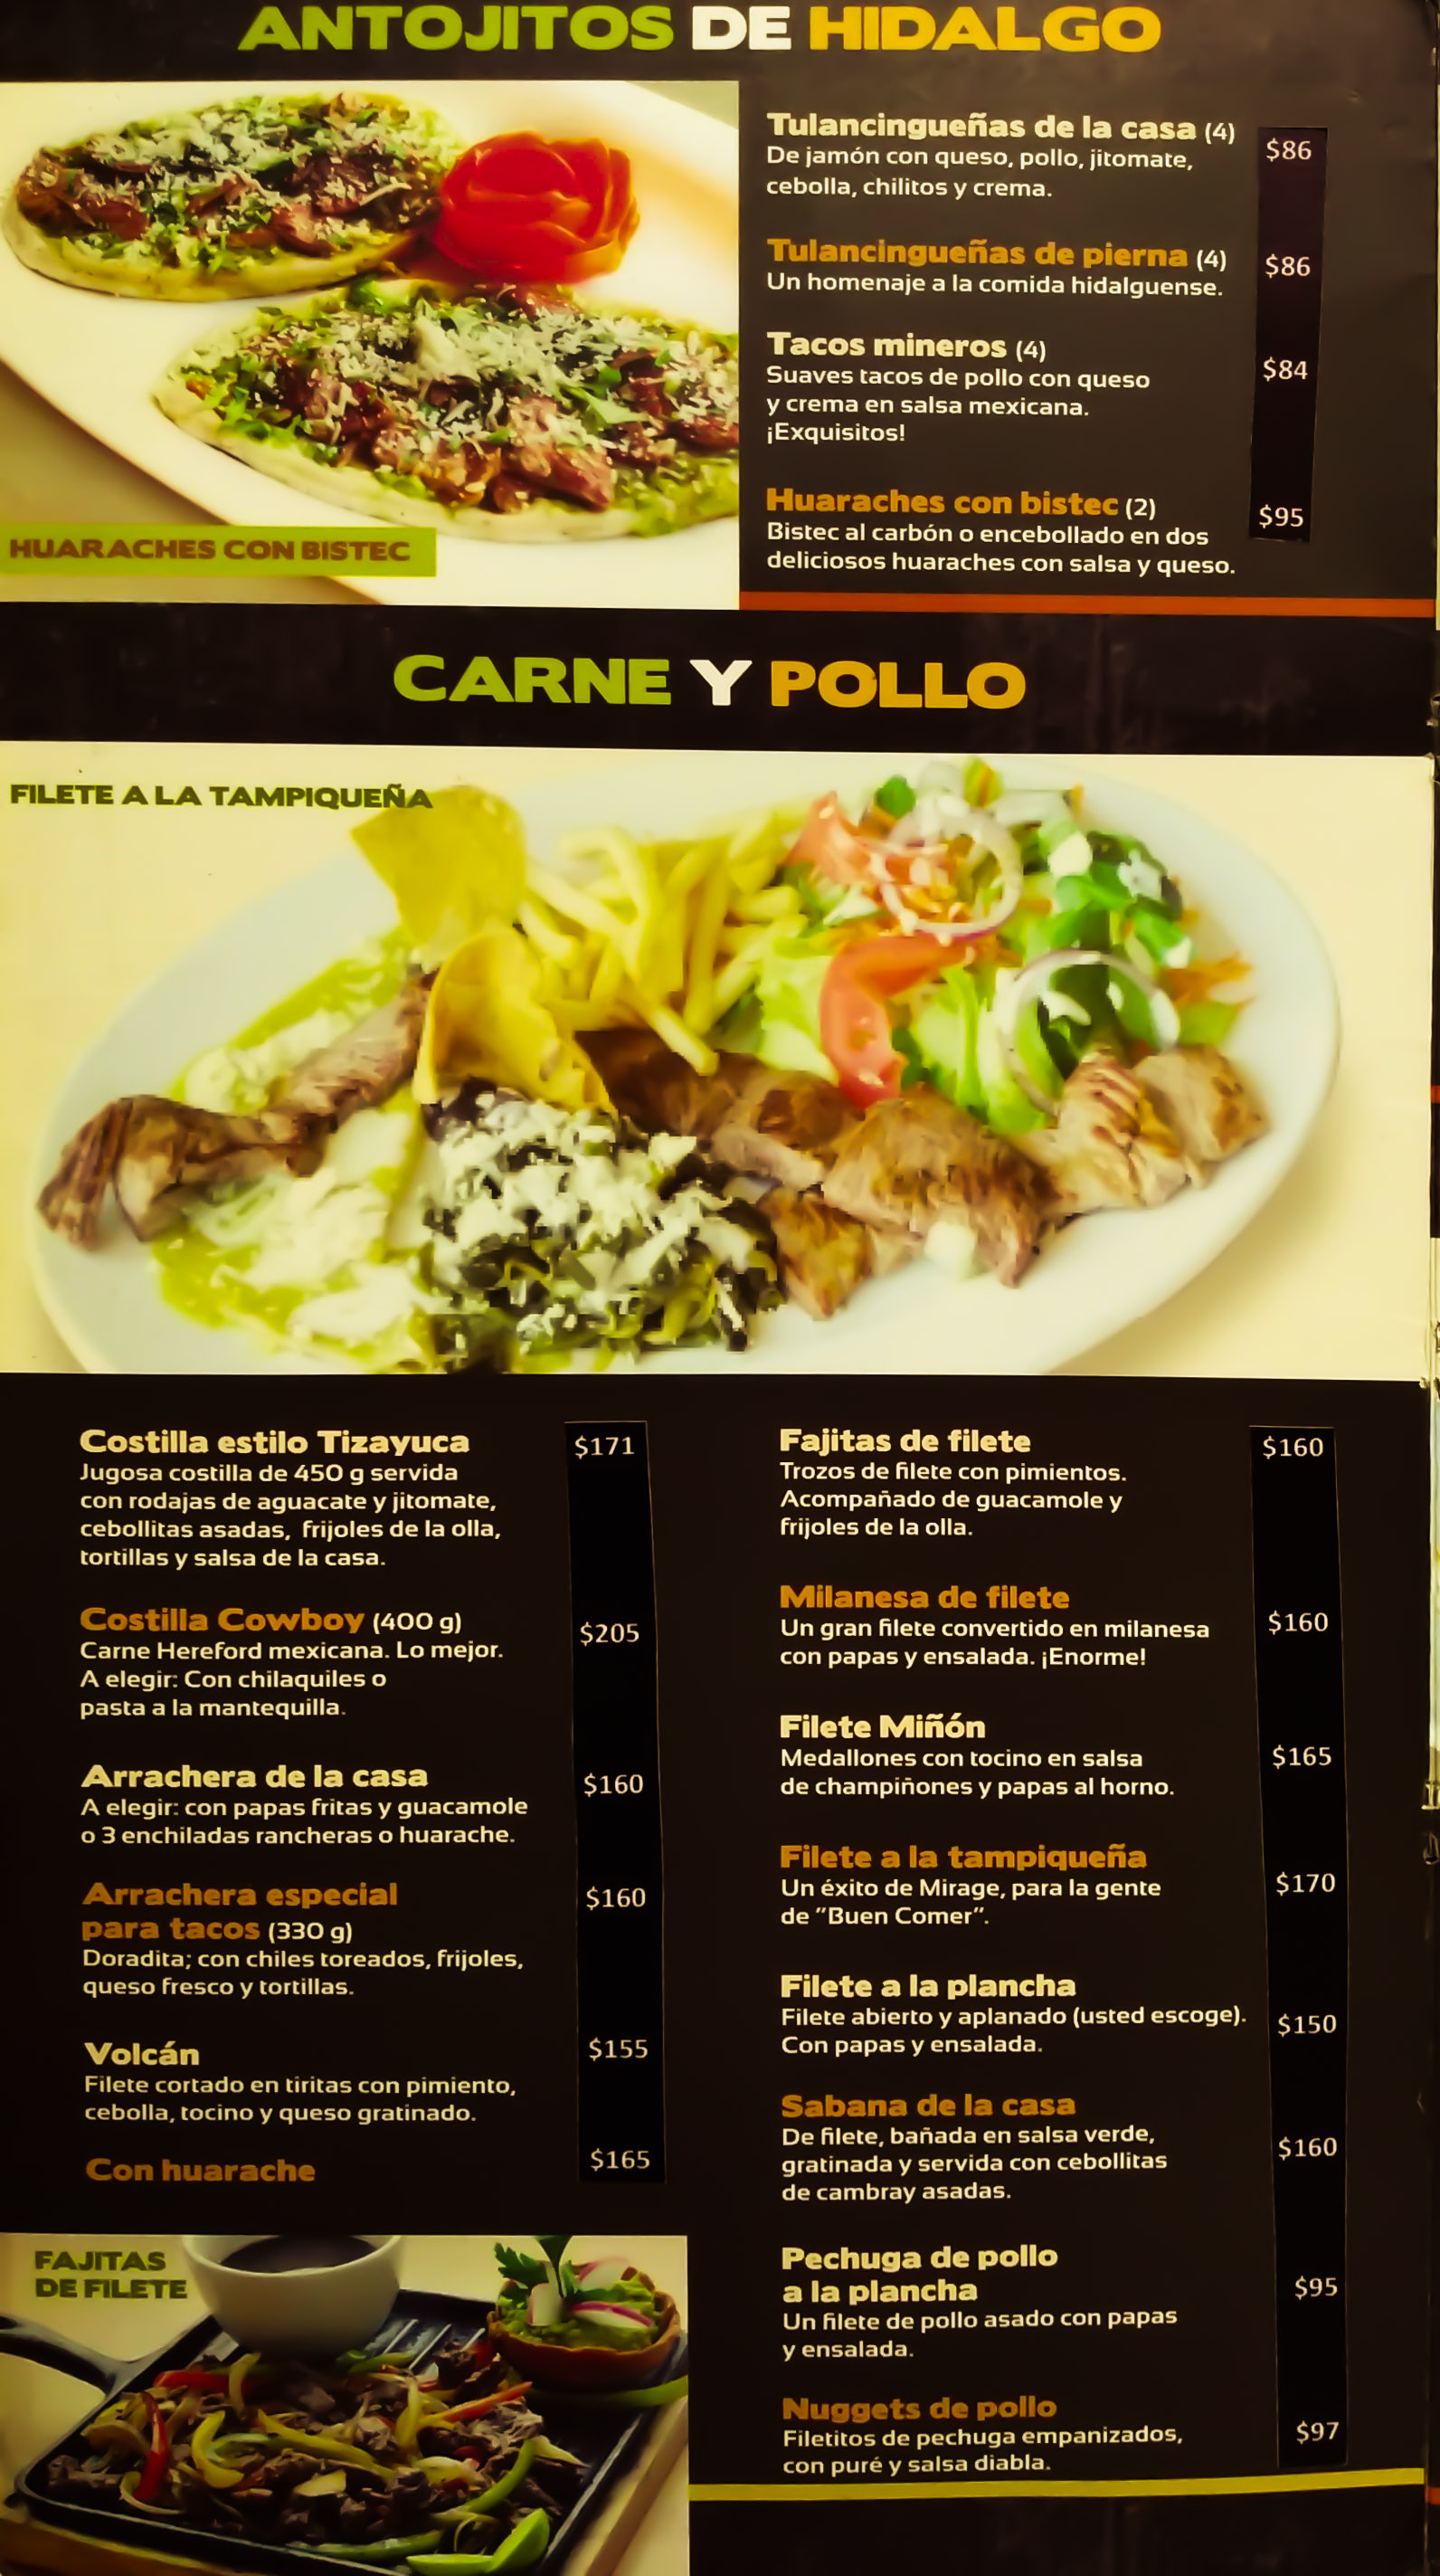 ANTOJITOS DE HIDALGO
Tulancingueñas de la casa (4) $86
De jamón con queso, pollo, jitomate,
cebolla, chilitos y crema.
Tulancingueñas de pierna (4) $86
Un homenaje a la comida hidalguense.
Tacos mineros (4) $84
Suaves tacos de pollo con queso
y crema en salsa mexicana.
¡Exquisitos!
Huaraches con bistec (2) $95
Bistec al carbón o encebollado en dos
deliciosos huaraches con salsa y queso.
HUARACHES CON BISTEC
CARNE Y POLLO
FILETE A LA TAMPIQUEÑA
Costilla estilo Tizayuca $171
Jugosa costilla de 450 g servida
con rodajas de aguacate y jitomate,
cebollitas asadas, frijoles de la olla,
tortillas y salsa de la casa.
Costilla Cowboy (400 g) $205
Carne Hereford mexicana. Lo mejor.
A elegir: Con chilaquiles o
pasta a la mantequilla.
Arrachera de la casa $160
A elegir: con papas fritas y guacamole
o 3 enchiladas rancheras o huarache.
Arrachera especial $160
para tacos (330 g)
Doradita; con chiles toreados, frijoles,
queso fresco y tortillas.
Volcán $155
Filete cortado en tiritas con pimiento,
cebolla, tocino y queso gratinado.
Con huarache $165
FAJITAS
DE FILETE
Fajitas de filete $160
Trozos de filete con pimientos.
Acompañado de guacamole y
frijoles de la olla.
Milanesa de filete $160
Un gran filete convertido en milanesa
con papas y ensalada. ¡Enorme!
Filete Miñón $165
Medallones con tocino en salsa
de champiñones y papas al horno.
Filete a la tampiqueña $170
Un éxito de Mirage, para la gente
de "Buen Comer".
Filete a la plancha $150
Filete abierto y aplanado (usted escoge).
Con papas y ensalada.
Sabana de la casa $160
De filete, bañada en salsa verde,
gratinada y servida con cebollitas
de cambray asadas.
Pechuga de pollo
a la plancha $95
Un filete de pollo asado con papas
y ensalada.
Nuggets de pollo $97
Filetitos de pechuga empanizados,
con puré y salsa diabla.